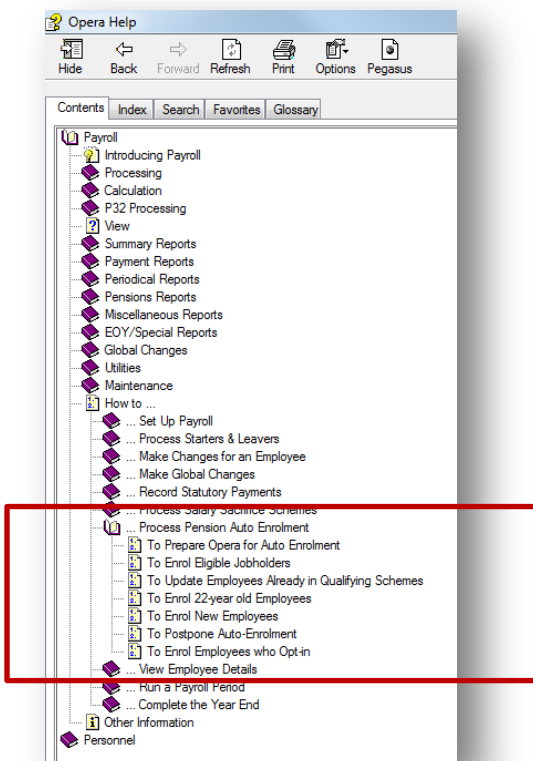 Opera Help
Hide Back Forward Refresh Print Options Pegasus
Contents Index Search Favorites Glossary
Payroll
Introducing Payroll
Processing
Calculation
P32 Processing
View
Summary Reports
Payment Reports
Periodical Reports
Pensions Reports
Miscellaneous Reports
EOY/Special Reports
Global Changes
Utilities
Maintenance
How to ...
... Set Up Payroll
... Process Starters & Leavers
... Make Changes for an Employee
... Make Global Changes
... Record Statutory Payments
... Process Salary Sacrifice Schemes
... Process Pension Auto Enrolment
To Prepare Opera for Auto Enrolment
To Enrol Eligible Jobholders
To Update Employees Already in Qualifying Schemes
To Enrol 22-year old Employees
To Enrol New Employees
To Postpone Auto-Enrolment
To Enrol Employees who Opt-in
... View Employee Details
... Run a Payroll Period
... Complete the Year End
Other Information
Personnel